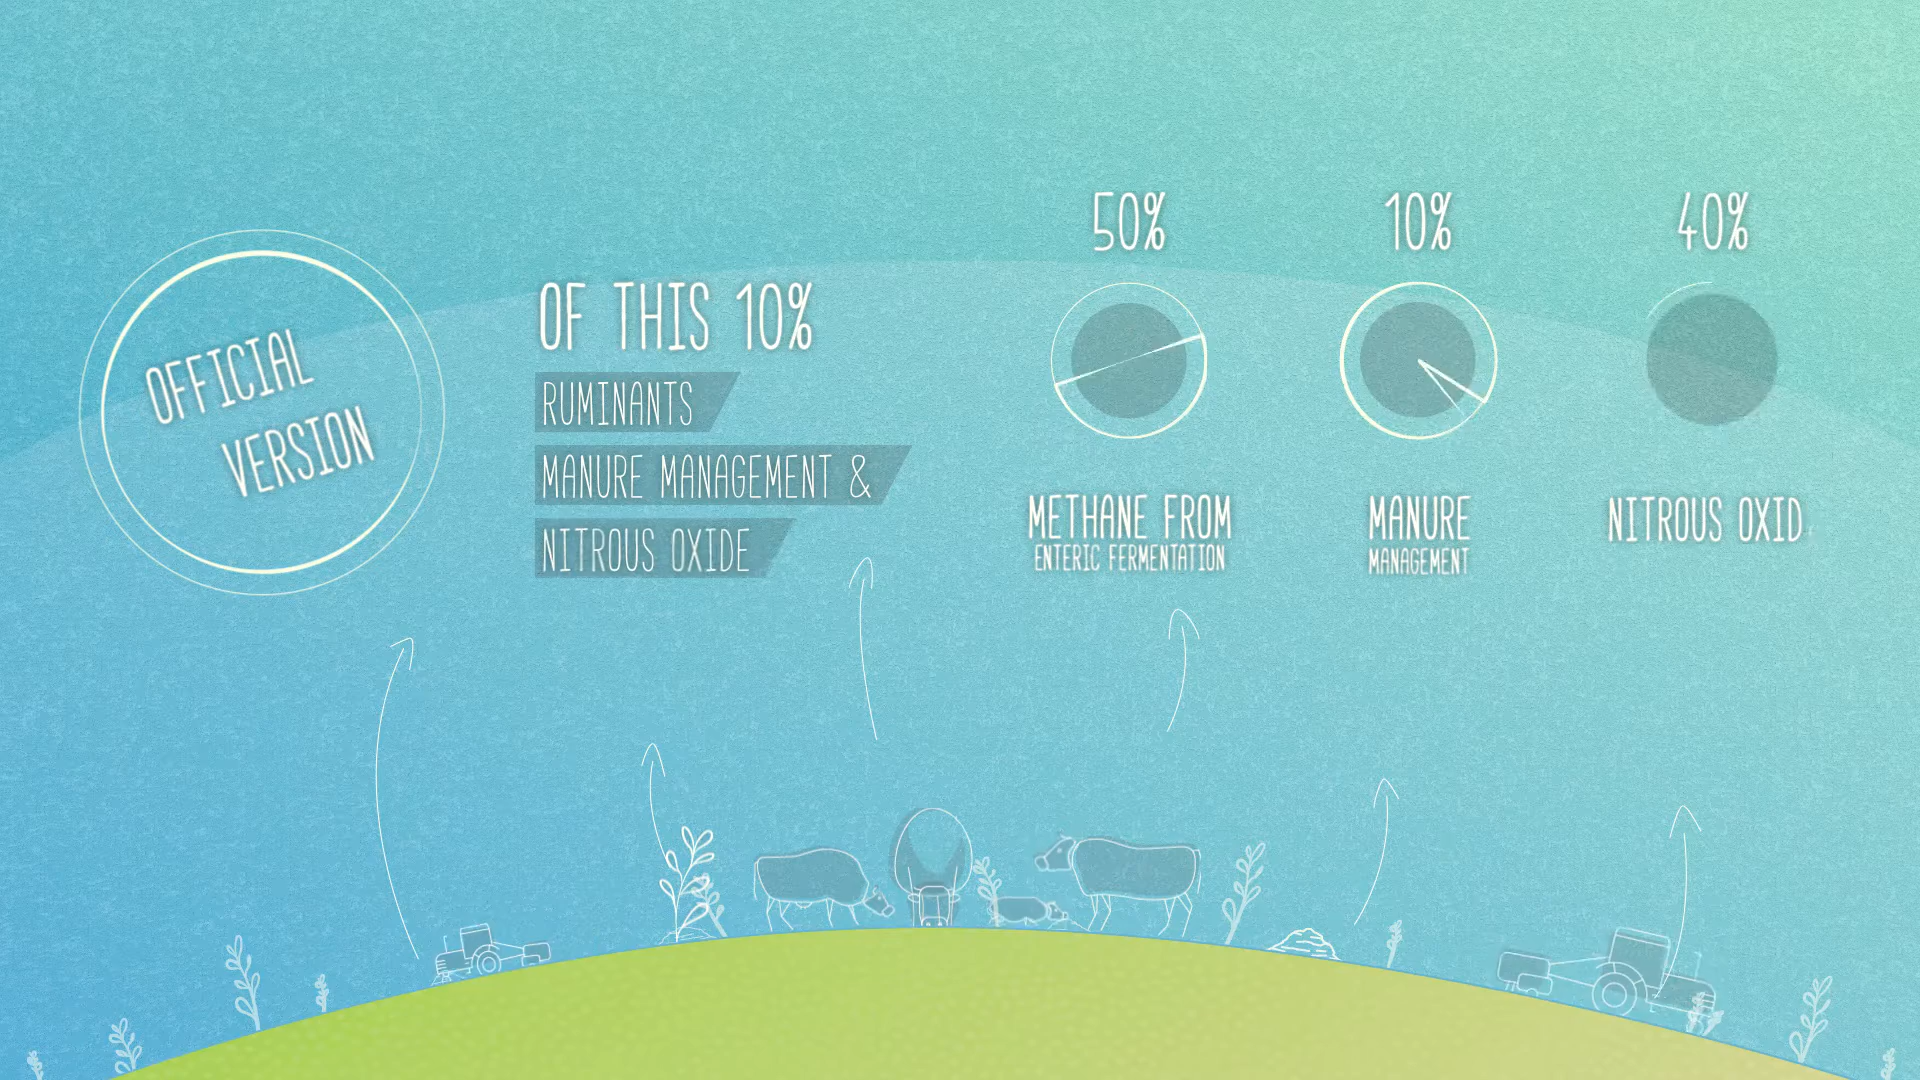 OFFICIAL
VERSION
OF THIS 10%
RUMINANTS
MANURE MANAGEMENT &
NITROUS OXIDE
50%
METHANE FROM
ENTERIC FERMENTATION
10%
MANURE
MANAGEMENT
40%
NITROUS OXID